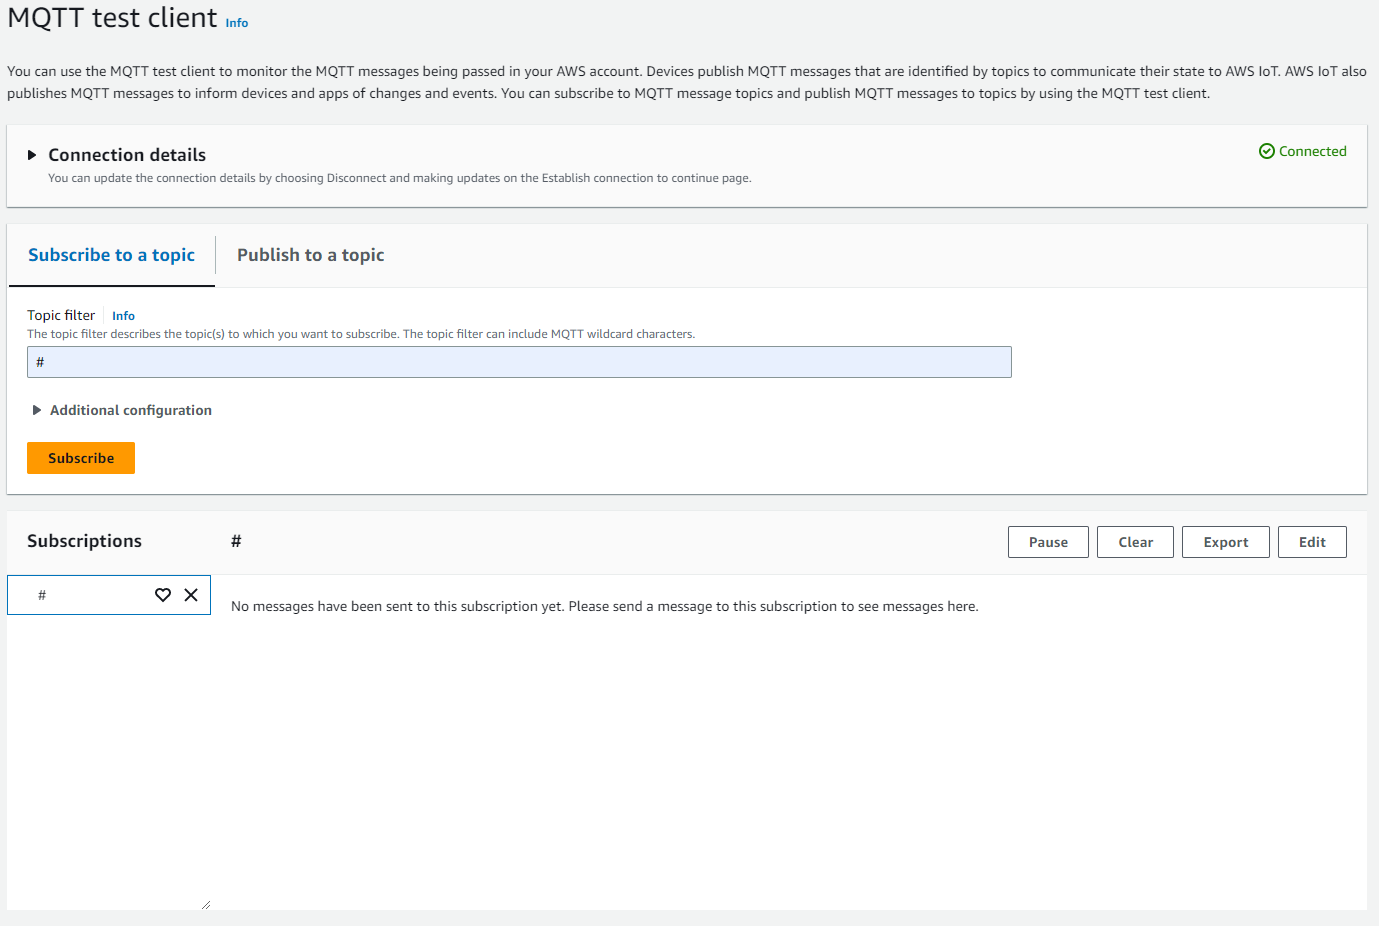 MQTT test client Info
You can use the MQTT test client to monitor the MQTT messages being passed in your AWS account. Devices publish MQTT messages that are identified by topics to communicate their state to AWS IoT. AWS IoT also
publishes MQTT messages to inform devices and apps of changes and events. You can subscribe to MQTT message topics and publish MQTT messages to topics by using the MQTT test client.
Connection details
Connected
You can update the connection details by choosing Disconnect and making updates on the Establish connection to continue page.
Subscribe to a topic
Publish to a topic
Topic filter Info
The topic filter describes the topic(s) to which you want to subscribe. The topic filter can include MQTT wildcard characters.
#
Additional configuration
Subscribe
Subscriptions
#
Pause Clear Export Edit
#
No messages have been sent to this subscription yet. Please send a message to this subscription to see messages here.